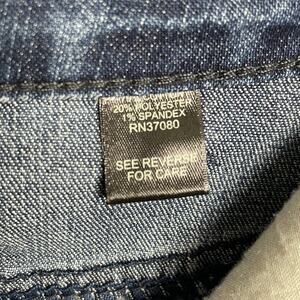 20% POLYESTER
1% SPANDEX
RN37080
SEE REVERSE
FOR CARE